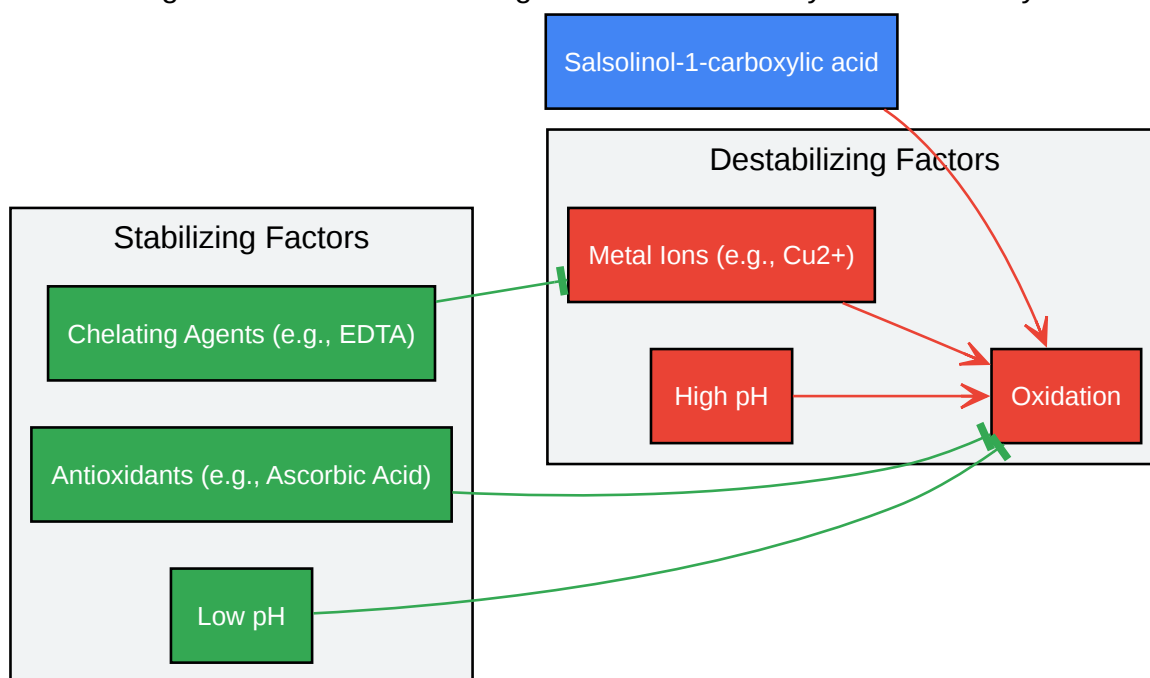 Salsolinol-1-carboxylic acid
Destabilizing Factors
Metal Ions (e.g., Cu2+)
High pH
Oxidation
Stabilizing Factors
Chelating Agents (e.g., EDTA)
Antioxidants (e.g., Ascorbic Acid)
Low pH